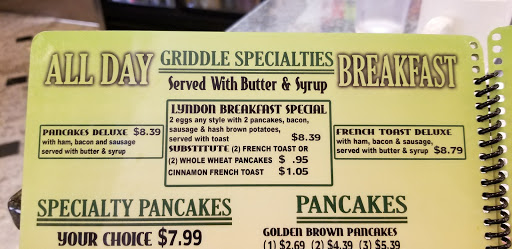 ALL DAY GRIDDLE SPECIALTIES BREAKFAST
Served With Butter & Syrup
LYNDON BREAKFAST SPECIAL
2 eggs any style with 2 pancakes, bacon,
sausage & hash brown potatoes,
served with toast $8.39
SUBSTITUTE (2) FRENCH TOAST OR
(2) WHOLE WHEAT PANCAKES $ .95
CINNAMON FRENCH TOAST $1.05
PANCAKES DELUXE $8.39
with ham, bacon and sausage
served with butter & syrup
FRENCH TOAST DELUXE
with ham, bacon & sausage,
served with butter & syrup $8.79
SPECIALTY PANCAKES
YOUR CHOICE $7.99
PANCAKES
GOLDEN BROWN PANCAKES
(1) $2.69 (2) $4.39 (3) $5.39